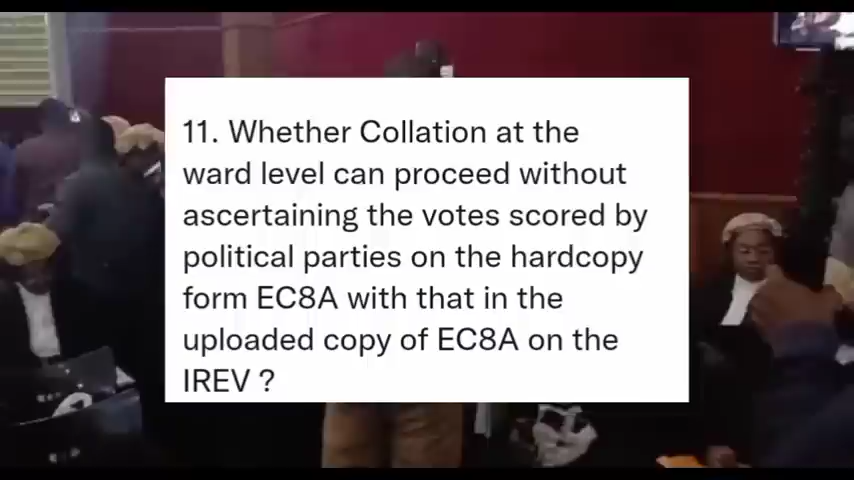 11. Whether Collation at the
ward level can proceed without
ascertaining the votes scored by
political parties on the hardcopy
form EC8A with that in the
uploaded copy of EC8A on the
IREV ?